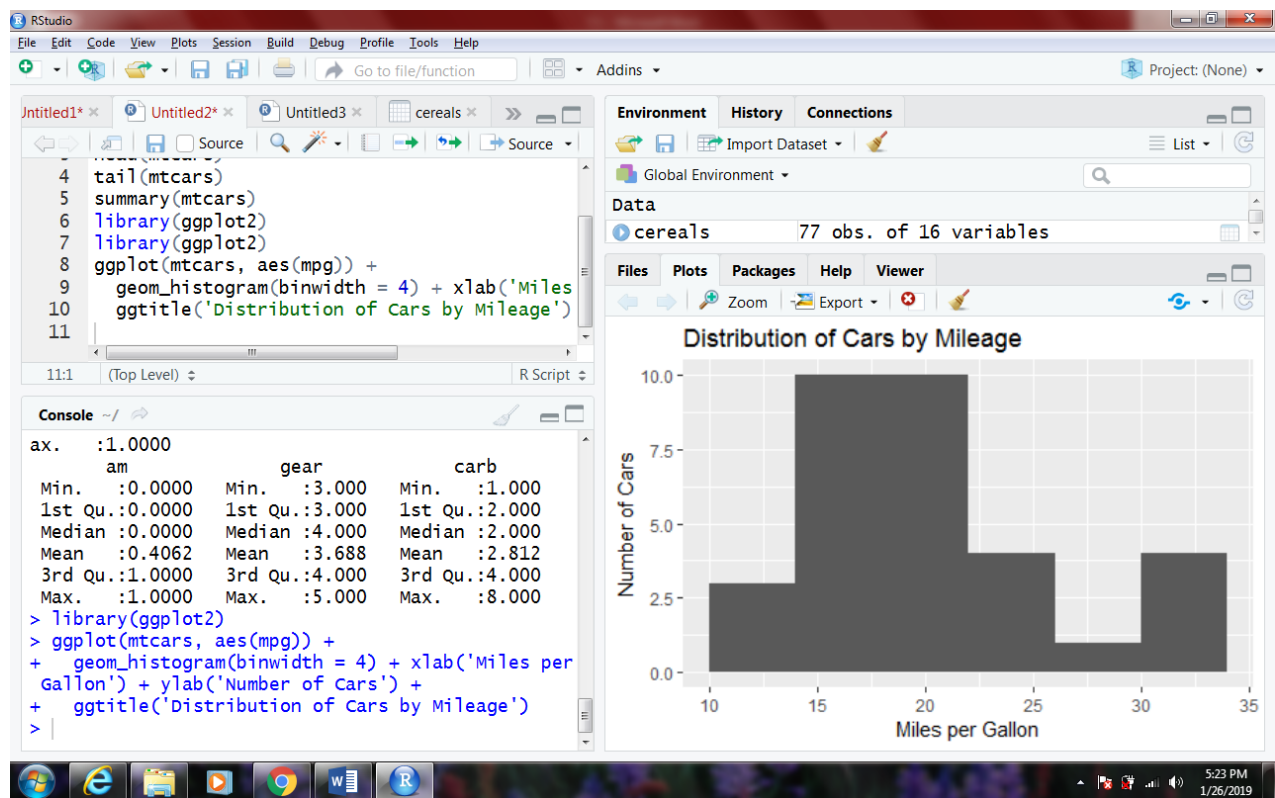 RStudio
File Edit Code View Plots Session Build Debug Profile Tools Help
Go to file/function Addins Project: (None)
Untitled1* Untitled2* Untitled3 cereals
Source Source
4 tail(mtcars)
5 summary(mtcars)
6 library(ggplot2)
7 library(ggplot2)
8 ggplot(mtcars, aes(mpg)) +
9 geom_histogram(binwidth = 4) + xlab('Miles
10 ggtitle('Distribution of Cars by Mileage')
11
11:1 (Top Level) R Script
Console ~/
ax. :1.0000
am gear carb
Min. :0.0000 Min. :3.000 Min. :1.000
1st Qu.:0.0000 1st Qu.:3.000 1st Qu.:2.000
Median :0.0000 Median :4.000 Median :2.000
Mean :0.4062 Mean :3.688 Mean :2.812
3rd Qu.:1.0000 3rd Qu.:4.000 3rd Qu.:4.000
Max. :1.0000 Max. :5.000 Max. :8.000
> library(ggplot2)
> ggplot(mtcars, aes(mpg)) +
+ geom_histogram(binwidth = 4) + xlab('Miles per
Gallon') + ylab('Number of Cars') +
+ ggtitle('Distribution of Cars by Mileage')
>
Environment History Connections
Import Dataset List
Global Environment
Data
cereals 77 obs. of 16 variables
Files Plots Packages Help Viewer
Zoom Export
Distribution of Cars by Mileage
Number of Cars
10.0
7.5
5.0
2.5
0.0
10 15 20 25 30 35
Miles per Gallon
5:23 PM
1/26/2019